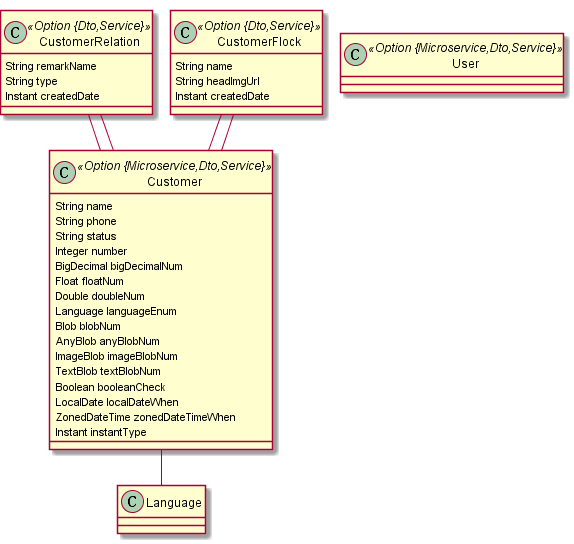 C
«Option {Dto,Service}»
CustomerRelation
String remarkName
String type
Instant createdDate
C
«Option {Dto,Service}»
CustomerFlock
String name
String headImgUrl
Instant createdDate
C
«Option {Microservice,Dto,Service}»
User
C
«Option {Microservice,Dto,Service}»
Customer
String name
String phone
String status
Integer number
BigDecimal bigDecimalNum
Float floatNum
Double doubleNum
Language languageEnum
Blob blobNum
AnyBlob anyBlobNum
ImageBlob imageBlobNum
TextBlob textBlobNum
Boolean booleanCheck
LocalDate localDateWhen
ZonedDateTime zonedDateTimeWhen
Instant instantType
C Language